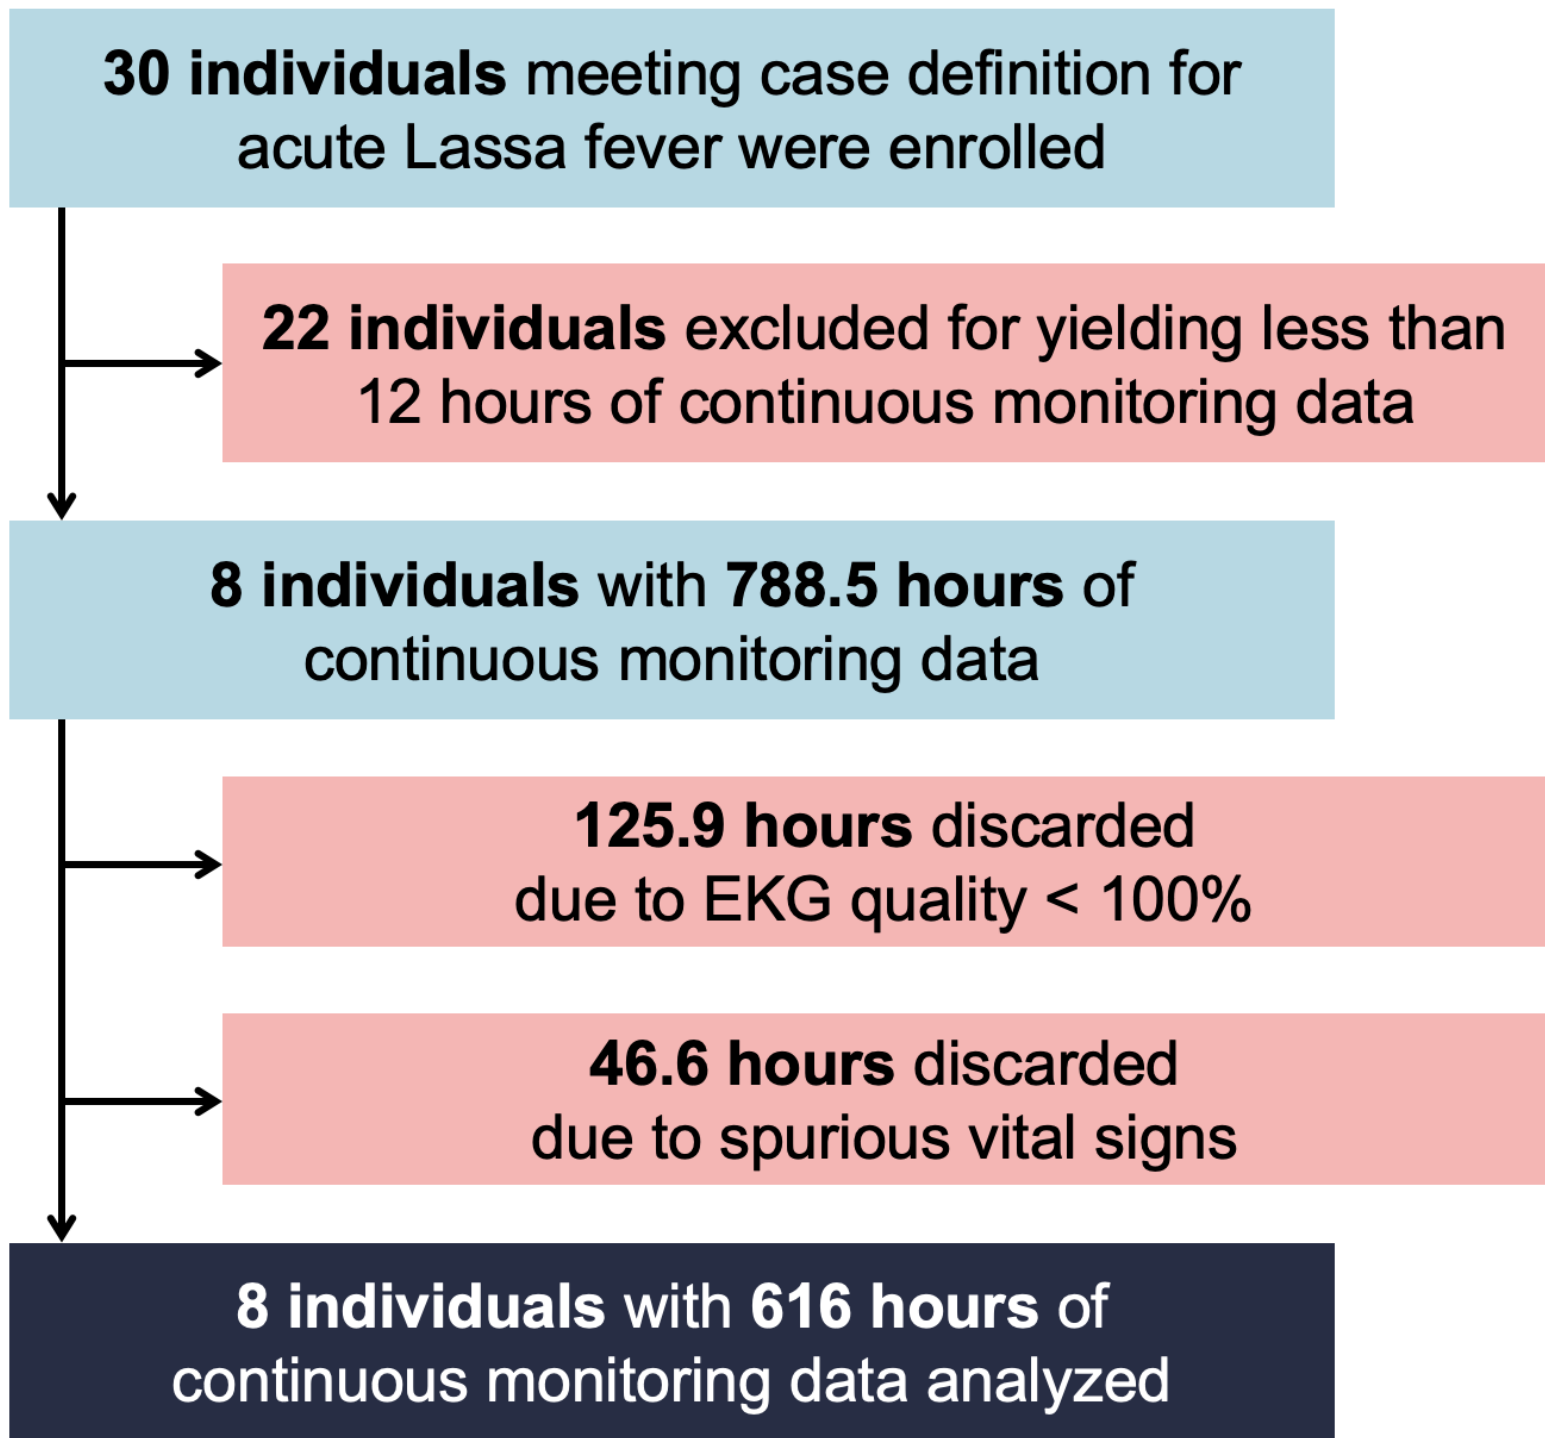 30 individuals meeting case definition for
acute Lassa fever were enrolled
22 individuals excluded for yielding less than
12 hours of continuous monitoring data
8 individuals with 788.5 hours of
continuous monitoring data
125.9 hours discarded
due to EKG quality < 100%
46.6 hours discarded
due to spurious vital signs
8 individuals with 616 hours of
continuous monitoring data analyzed